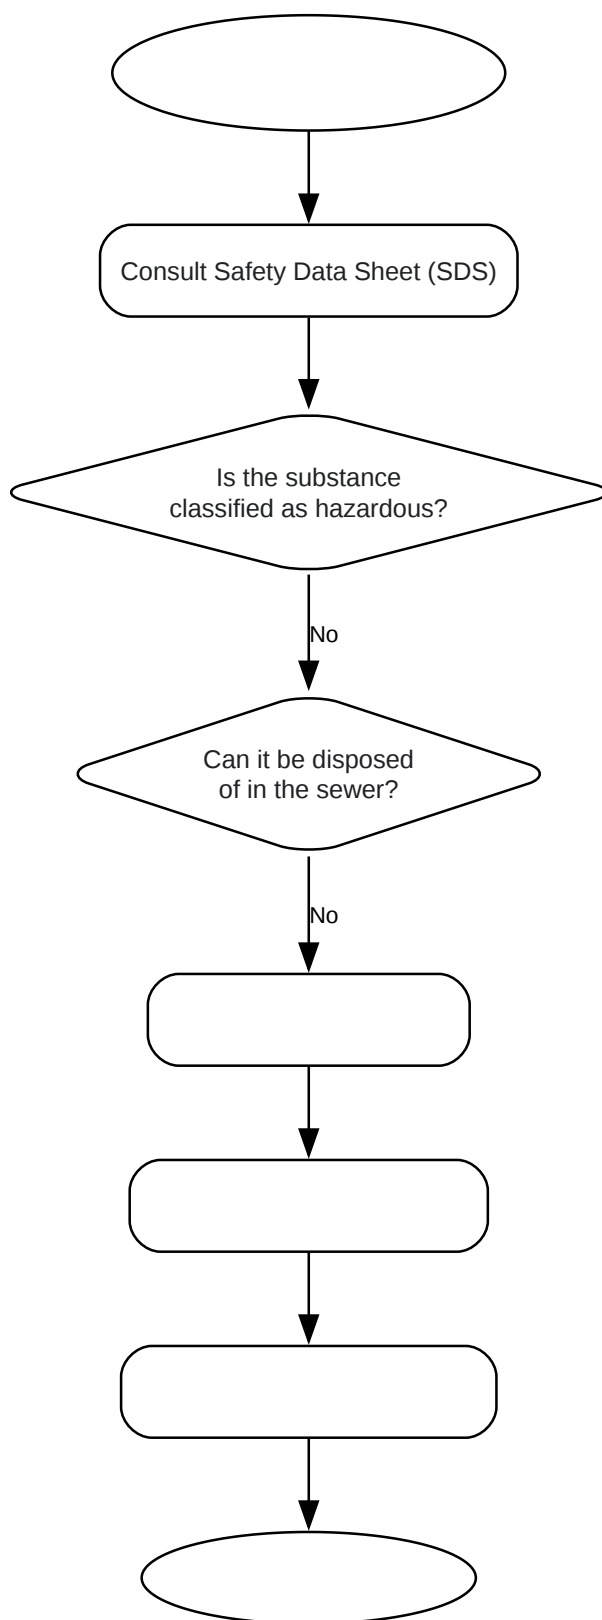 Consult Safety Data Sheet (SDS)
Is the substance
classified as hazardous?
No
Can it be disposed
of in the sewer?
No